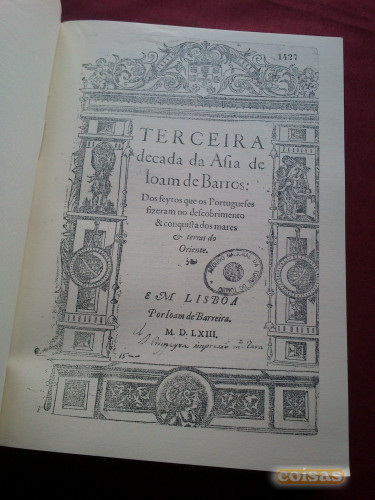 1427
TERCEIRA
decada da Asia de
Ioam de Barros:
Dos feytos que os Portugueses
fizeram no descobrimento
& conquista dos mares
& terras do
Oriente.
EM LISBOA
Por Ioam de Barreira.
M. D. LXIII.
coisas